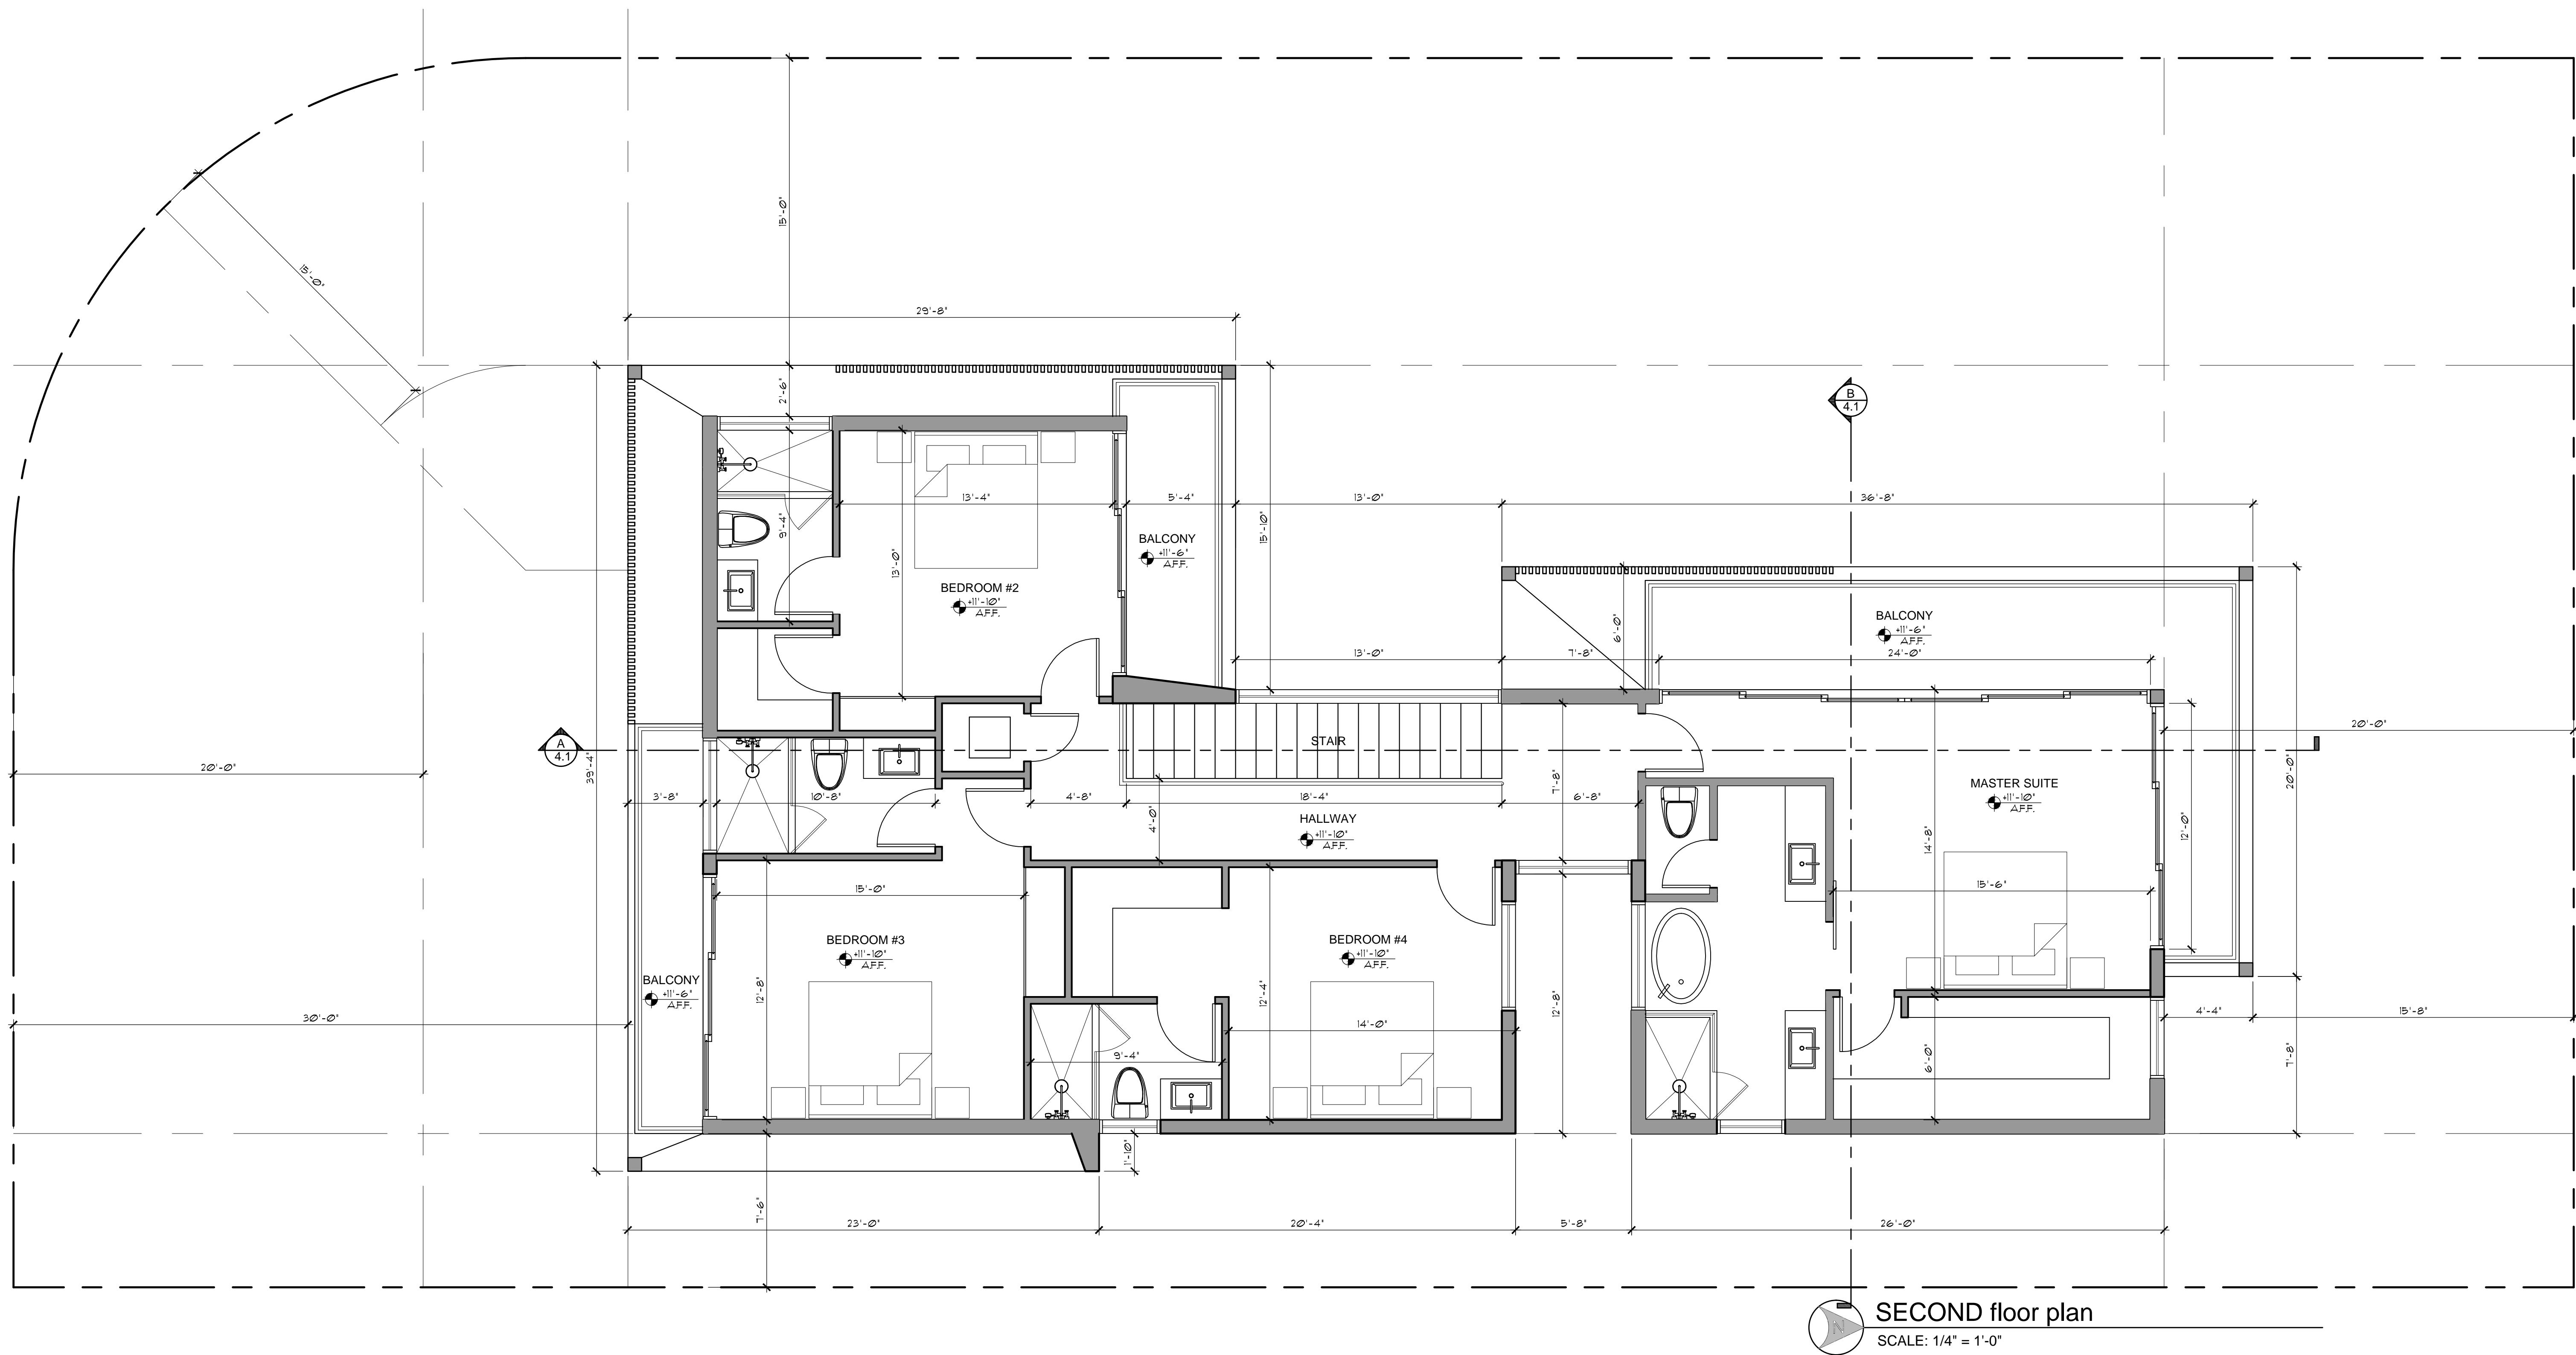 15'-0"
15'-0"
29'-8"
2'-6"
B
4.1
13'-4"
5'-4"
13'-0"
36'-8"
9'-4"
13'-0"
15'-10"
BALCONY
+11'-6"
A.F.F.
BEDROOM #2
+11'-10"
A.F.F.
6'-0"
BALCONY
+11'-6"
A.F.F.
13'-0"
7'-8"
24'-0"
20'-0"
A
4.1
STAIR
20'-0"
39'-4"
3'-8"
10'-8"
4'-8"
18'-4"
6'-8"
7'-8"
4'-0"
HALLWAY
+11'-10"
A.F.F.
MASTER SUITE
+11'-10"
A.F.F.
20'-0"
14'-8"
12'-0"
15'-0"
15'-6"
BEDROOM #3
+11'-10"
A.F.F.
BEDROOM #4
+11'-10"
A.F.F.
BALCONY
+11'-6"
A.F.F.
12'-8"
12'-4"
12'-8"
30'-0"
14'-0"
4'-4"
15'-8"
9'-4"
6'-0"
7'-8"
1'-10"
7'-6"
23'-0"
20'-4"
5'-8"
26'-0"
N
SECOND floor plan
SCALE: 1/4" = 1'-0"